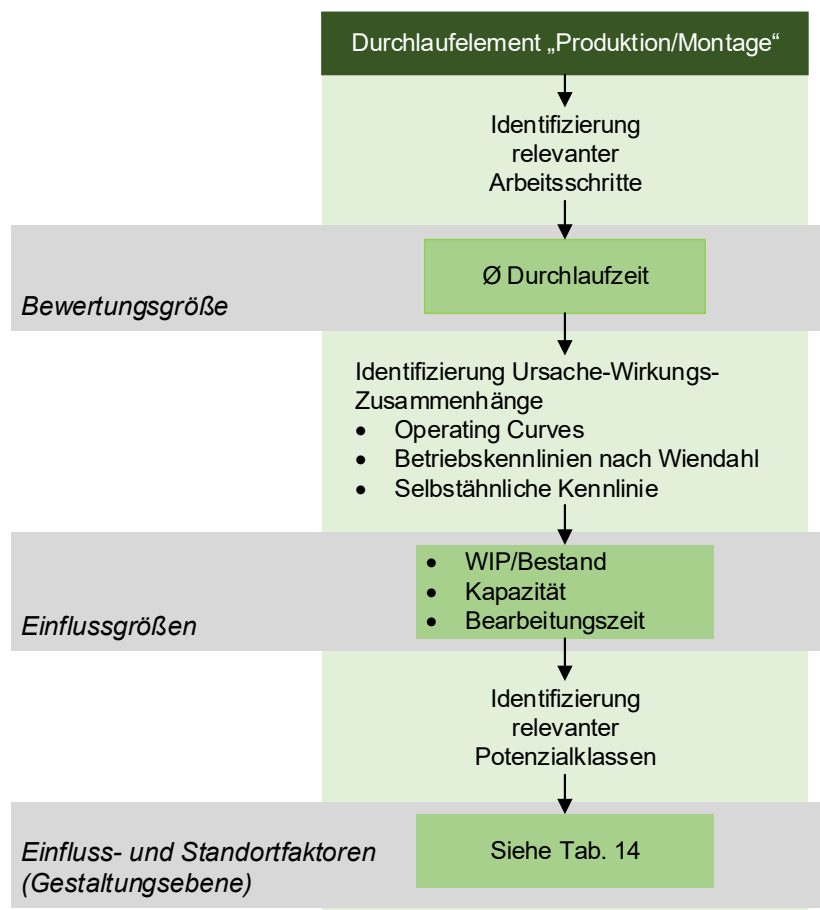 Durchlaufelement „Produktion/Montage“
Identifizierung
relevanter
Arbeitsschritte
Ø Durchlaufzeit
Bewertungsgröße
Identifizierung Ursache-Wirkungs-
Zusammenhänge
• Operating Curves
• Betriebskennlinien nach Wiendahl
• Selbstähnliche Kennlinie
• WIP/Bestand
• Kapazität
• Bearbeitungszeit
Einflussgrößen
Identifizierung
relevanter
Potenzialklassen
Siehe Tab. 14
Einfluss- und Standortfaktoren
(Gestaltungsebene)